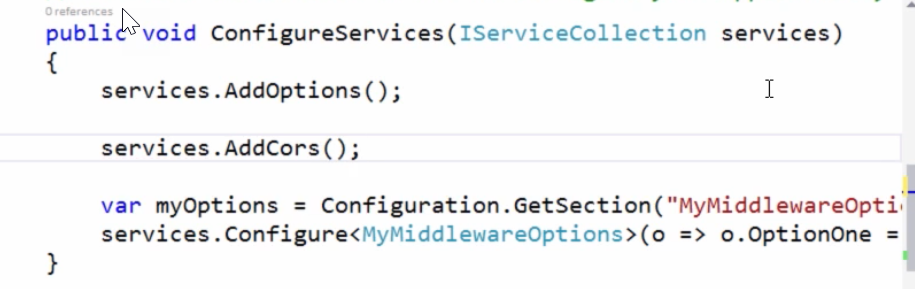 0 references
public void ConfigureServices(IServiceCollection services)
{
services.AddOptions();
services.AddCors();
var myOptions = Configuration.GetSection("MyMiddlewareOpti
services.Configure<MyMiddlewareOptions>(o => o.OptionOne =
}